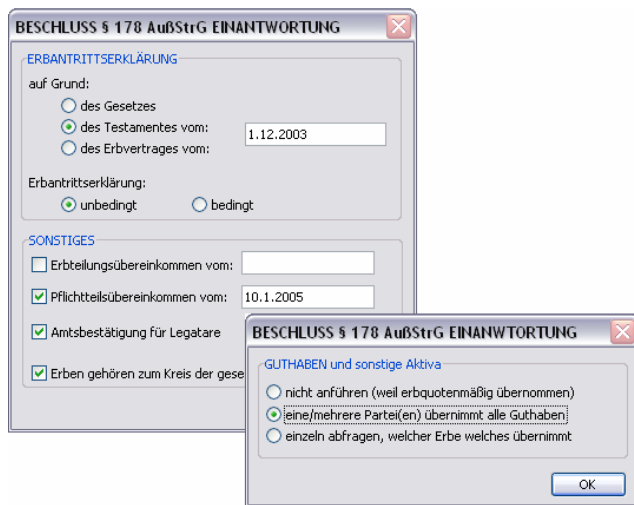 BESCHLUSS § 178 AußStrG EINANTWORTUNG
ERBANTRITTSERKLÄRUNG
auf Grund:
des Gesetzes
des Testamentes vom: 1.12.2003
des Erbvertrages vom:
Erbantrittserklärung:
unbedingt bedingt
SONSTIGES
Erbteilungsübereinkommen vom:
Pflichtteilsübereinkommen vom: 10.1.2005
Amtsbestätigung für Legatare
Erben gehören zum Kreis der gese
BESCHLUSS § 178 AußStrG EINANWTORTUNG
GUTHABEN und sonstige Aktiva
nicht anführen (weil erbquotenmäßig übernommen)
eine/mehrere Partei(en) übernimmt alle Guthaben
einzeln abfragen, welcher Erbe welches übernimmt
OK